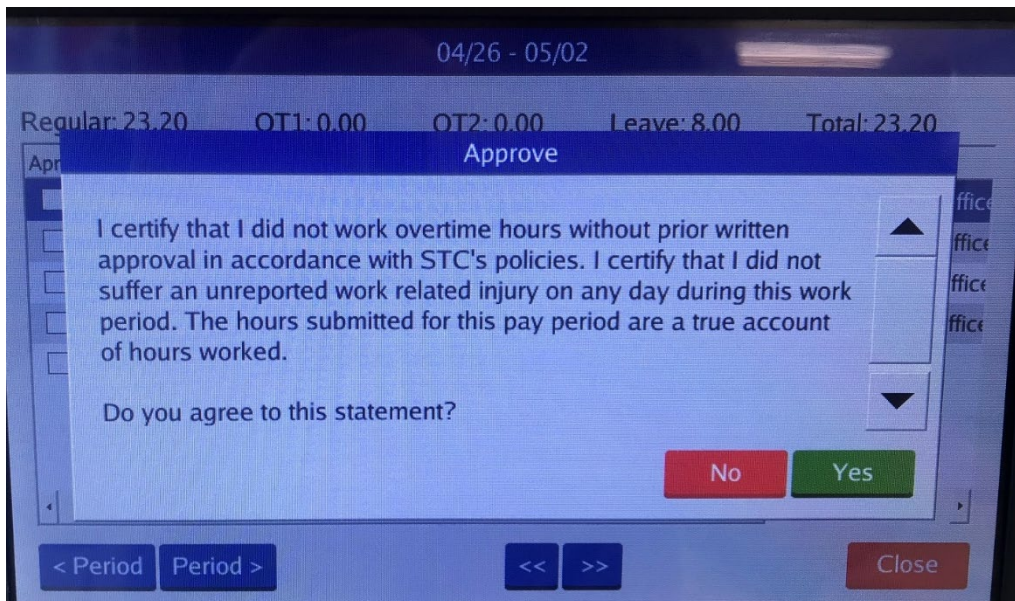 04/26 - 05/02
Regular: 23.20 OT1: 0.00 OT2: 0.00 Leave: 8.00 Total: 23.20
Approve
I certify that I did not work overtime hours without prior written
approval in accordance with STC's policies. I certify that I did not
suffer an unreported work related injury on any day during this work
period. The hours submitted for this pay period are a true account
of hours worked.
Do you agree to this statement?
No Yes
< Period Period > << >> Close